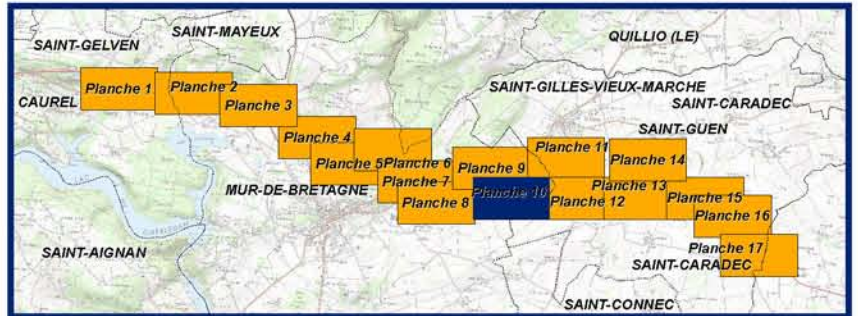 SAINT-GELVEN
SAINT-MAYEUX
QUILLIO (LE)
Planche 1
Planche 2
SAINT-GILLES-VIEUX-MARCHE
CAUREL
Planche 3
SAINT-CARADEC
Planche 4
SAINT-GUEN
Planche 11
Planche 5
Planche 6
Planche 9
Planche 14
MUR-DE-BRETAGNE
Planche 7
Planche 10
Planche 13
Planche 8
Planche 12
Planche 15
Planche 16
SAINT-AIGNAN
Planche 17
SAINT-CARADEC
SAINT-CONNEC